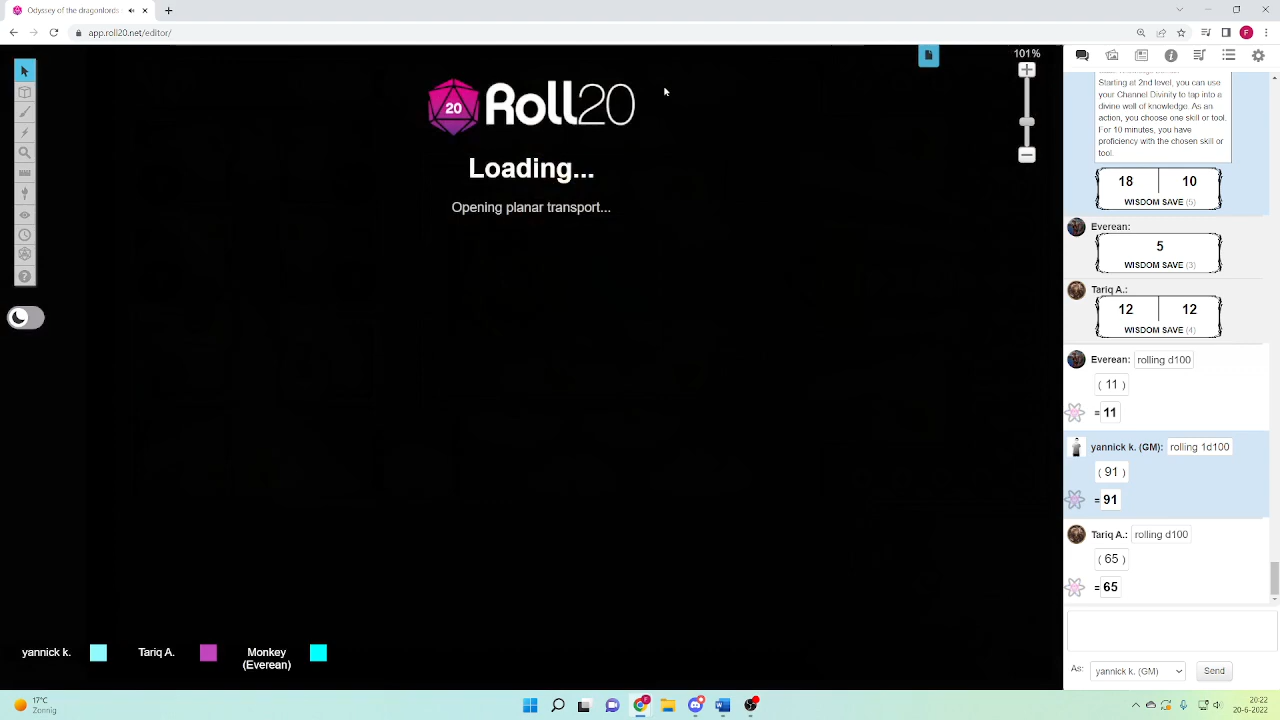 Odyssey of the dragonlords
app.roll20.net/editor/
F
101%
20
Roll20
Loading...
Opening planar transport...
Starting at 2nd level, you can use
your Channel Divinity to tap into a
divine well of knowledge. As an
action, you choose one skill or tool.
For 10 minutes, you have
proficiency with the chosen skill or
tool.
18 10
WISDOM SAVE (5)
Everean:
5
WISDOM SAVE (3)
Tariq A.:
12 12
WISDOM SAVE (4)
Everean: rolling d100
( 11 )
=11
yannick k. (GM): rolling 1d100
( 91 )
=91
Tariq A.: rolling d100
( 65 )
=65
As: yannick k. (GM) Send
yannick k. Tariq A. Monkey
(Everean)
17°C
Zonnig
20:22
20-6-2022